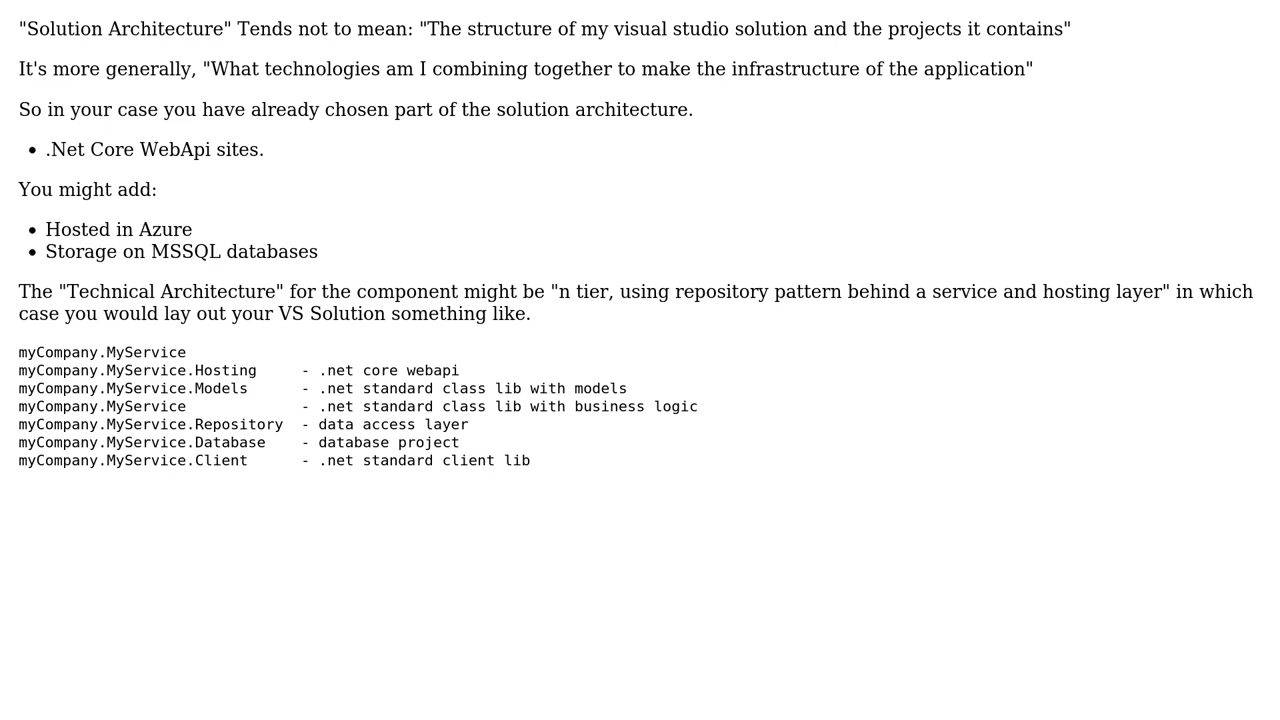 "Solution Architecture" Tends not to mean: "The structure of my visual studio solution and the projects it contains"
It's more generally, "What technologies am I combining together to make the infrastructure of the application"
So in your case you have already chosen part of the solution architecture.
• .Net Core WebApi sites.
You might add:
• Hosted in Azure
• Storage on MSSQL databases
The "Technical Architecture" for the component might be "n tier, using repository pattern behind a service and hosting layer" in which
case you would lay out your VS Solution something like.
myCompany.MyService
myCompany.MyService.Hosting     - .net core webapi
myCompany.MyService.Models      - .net standard class lib with models
myCompany.MyService             - .net standard class lib with business logic
myCompany.MyService.Repository  - data access layer
myCompany.MyService.Database    - database project
myCompany.MyService.Client      - .net standard client lib